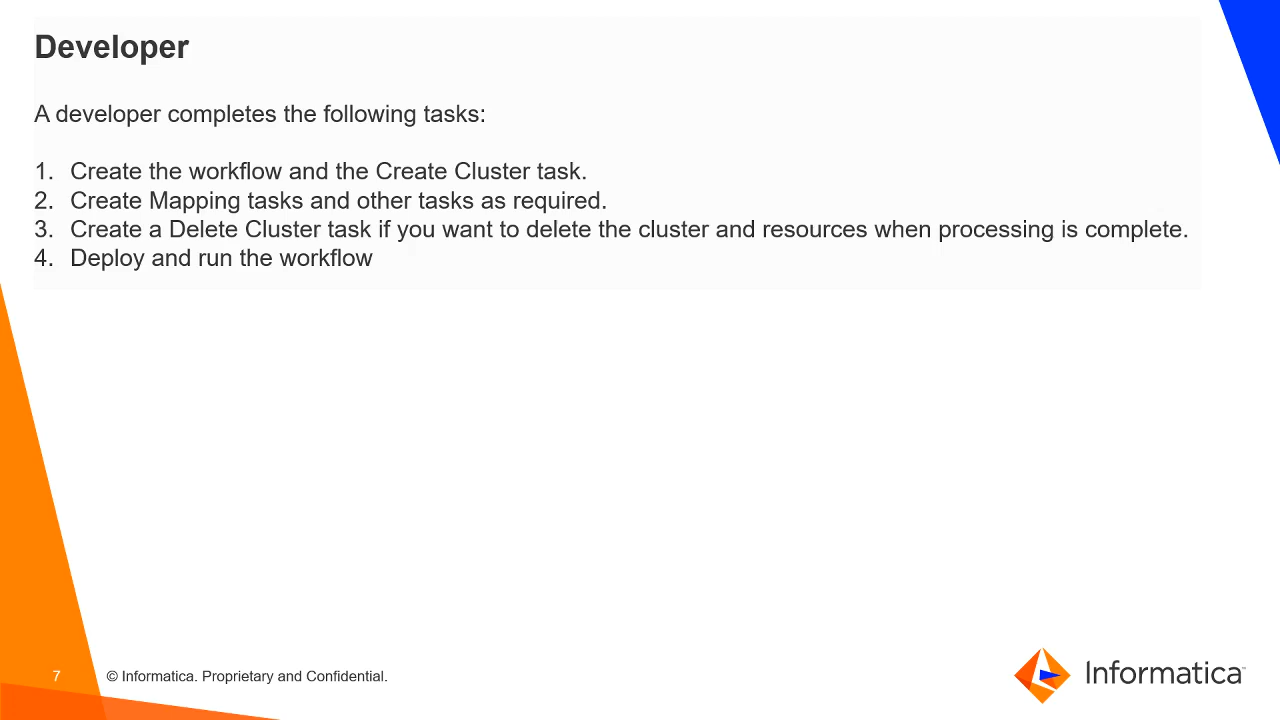 Developer
A developer completes the following tasks:
1. Create the workflow and the Create Cluster task.
2. Create Mapping tasks and other tasks as required.
3. Create a Delete Cluster task if you want to delete the cluster and resources when processing is complete.
4. Deploy and run the workflow
7 © Informatica. Proprietary and Confidential.
Informatica™